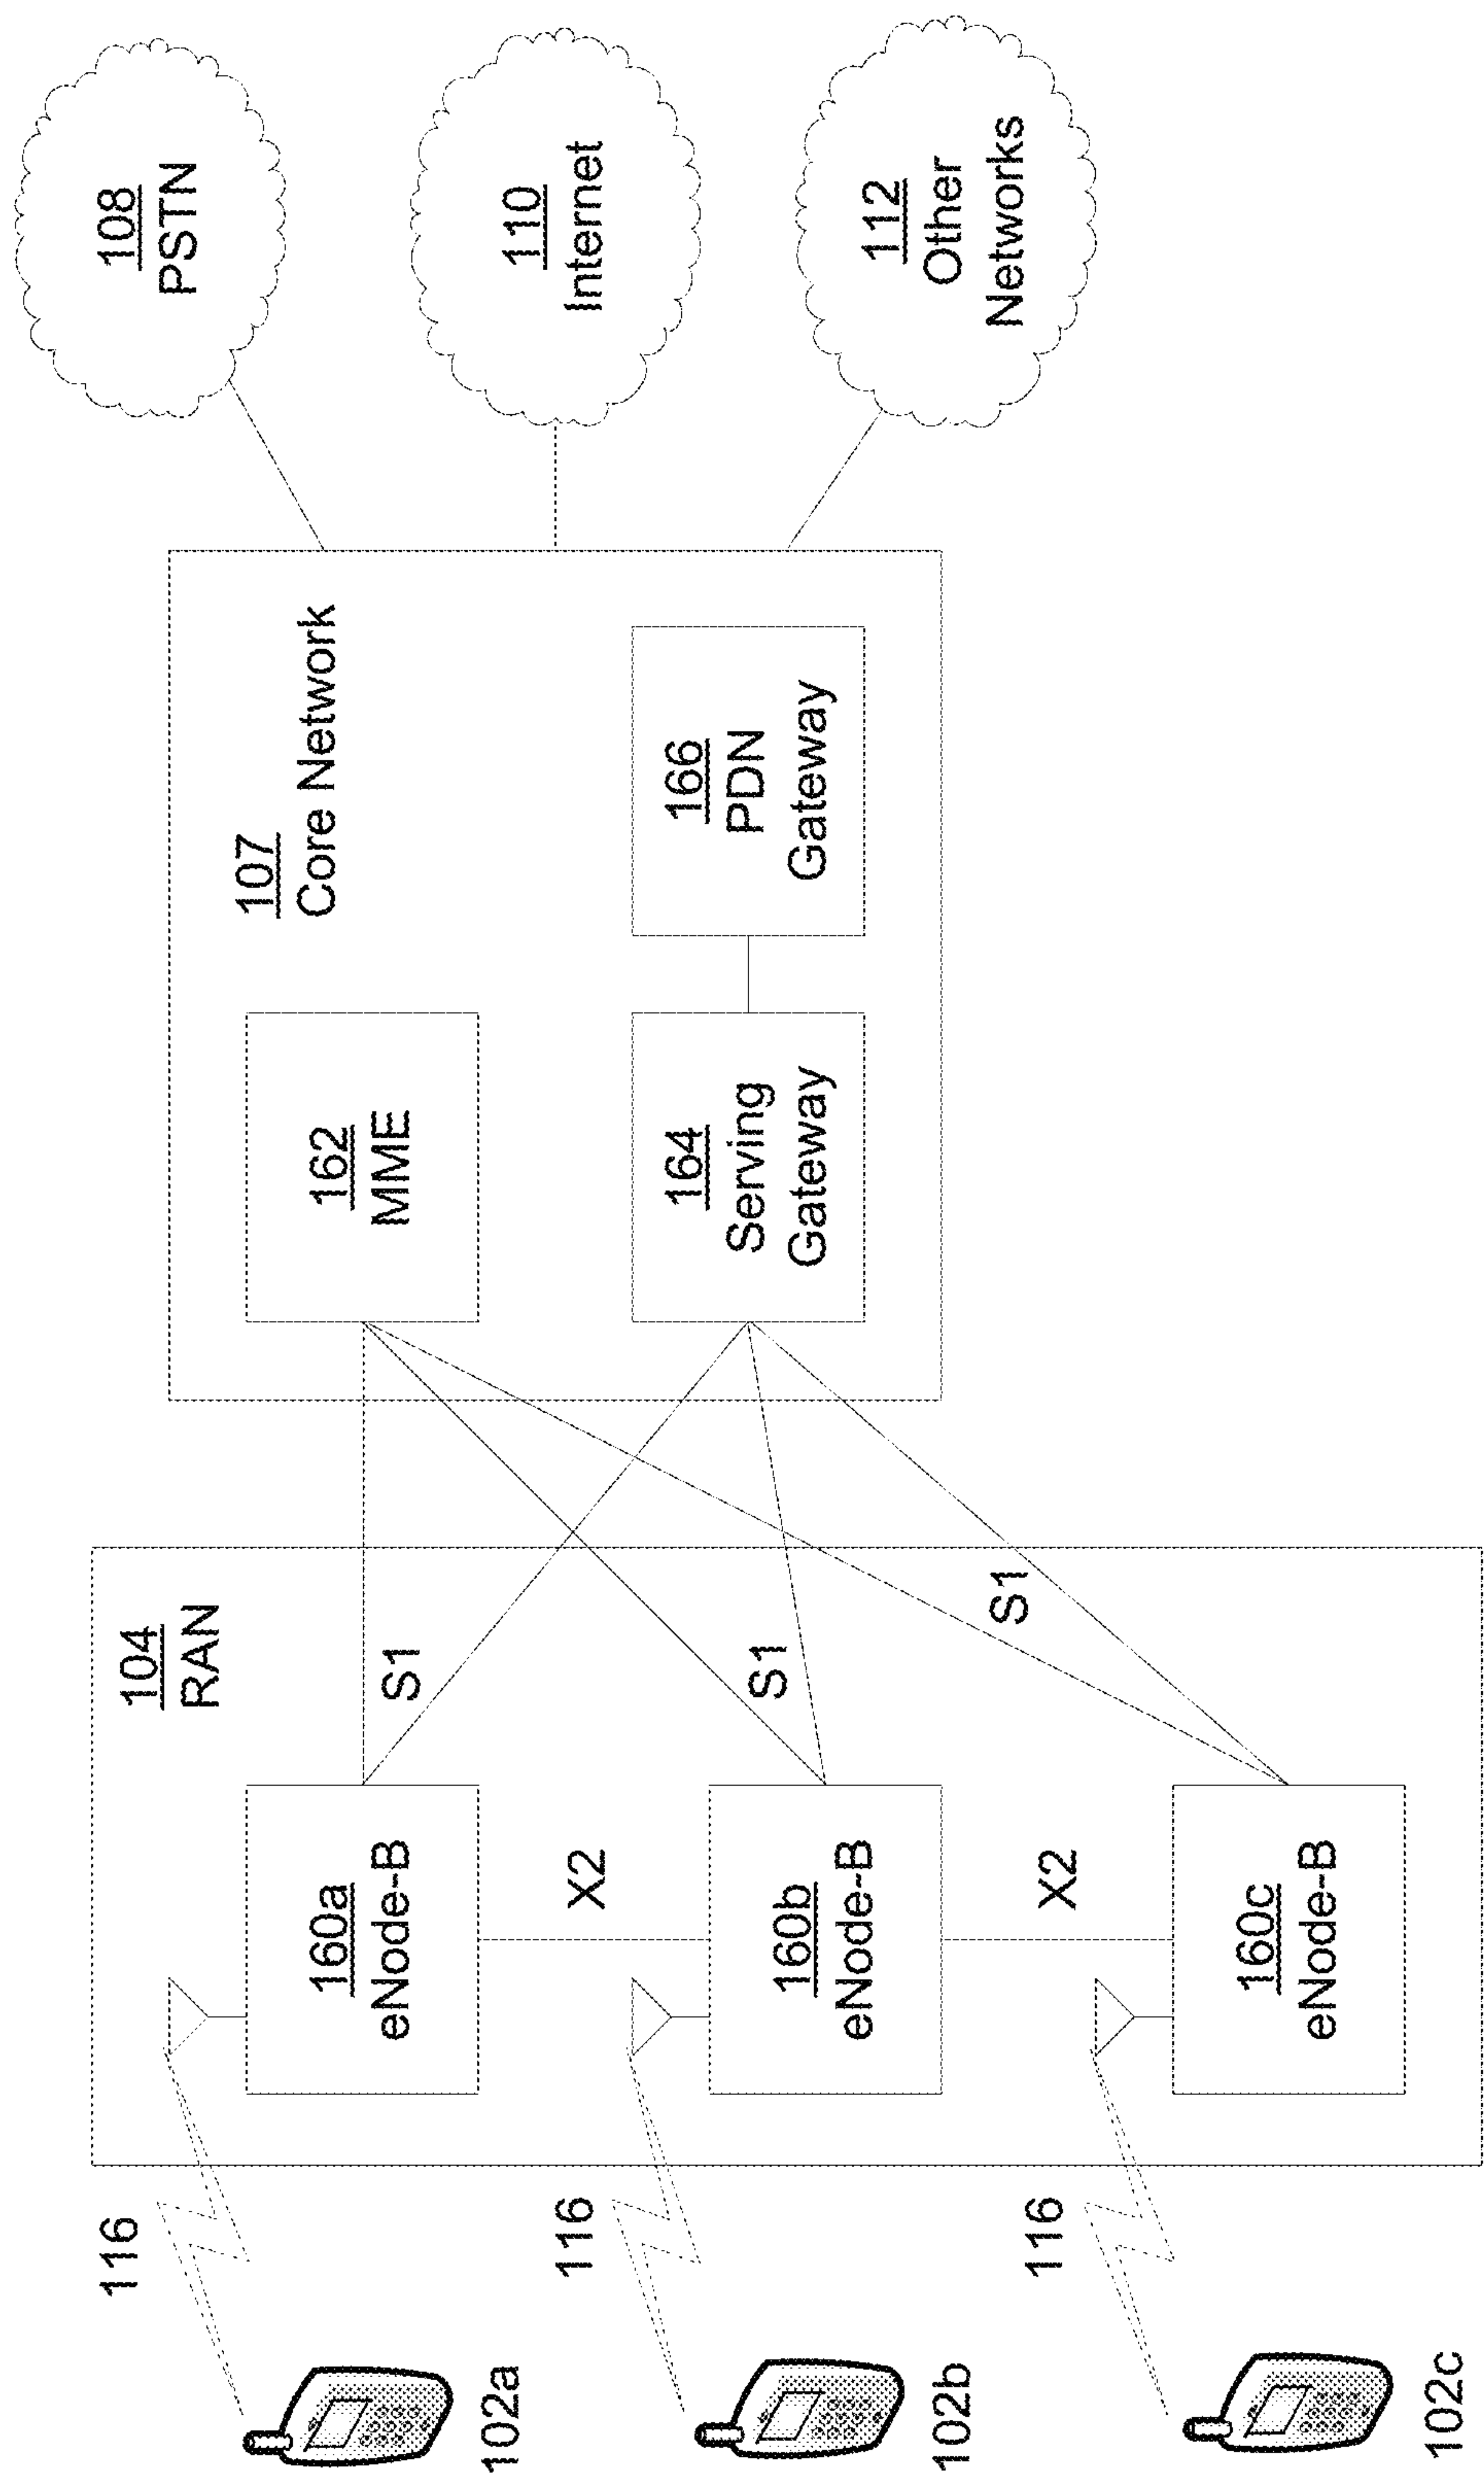 116
102a
116
102b
116
102c
104
RAN
160a
eNode-B
X2
160b
eNode-B
X2
160c
eNode-B
S1
S1
S1
107
Core Network
162
MME
164
Serving
Gateway
166
PDN
Gateway
108
PSTN
110
Internet
112
Other
Networks